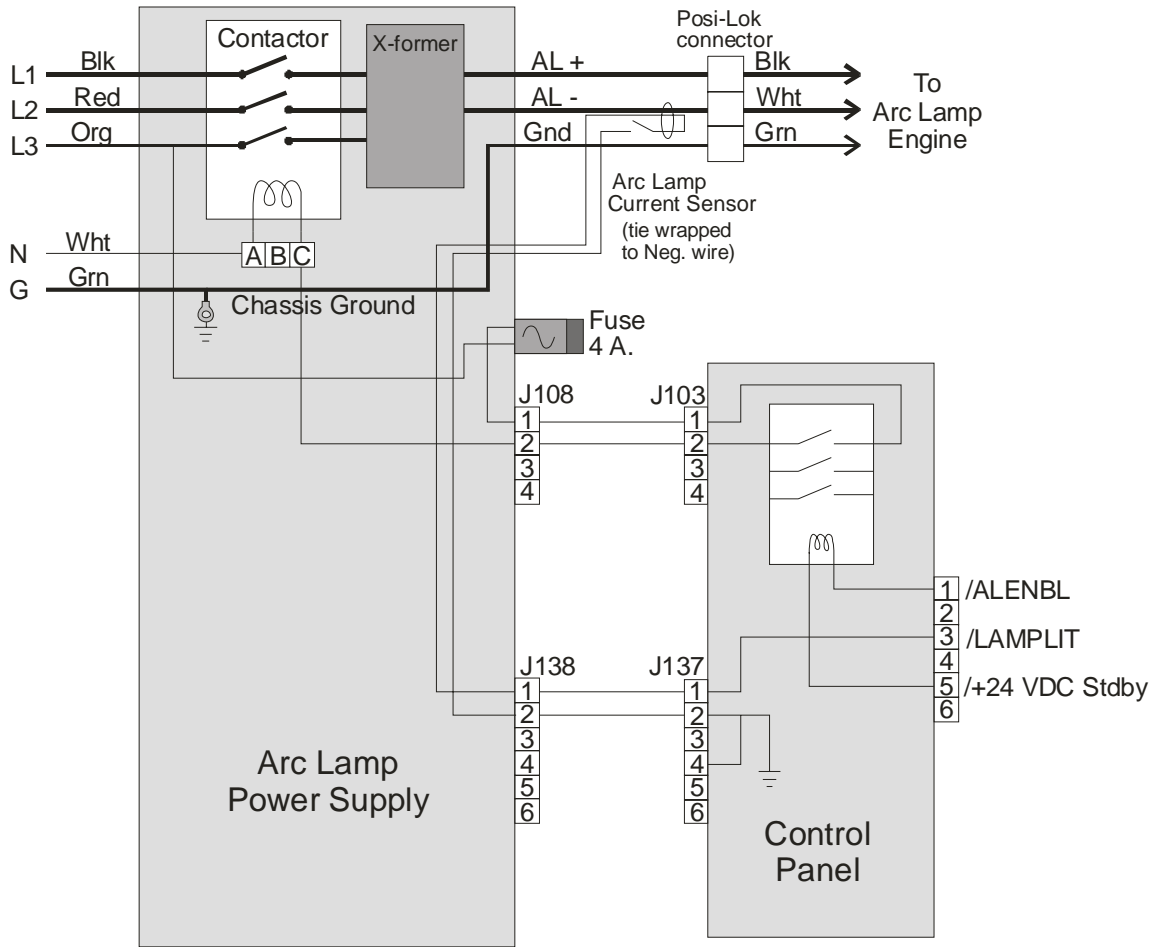 Contactor
X-former
Posi-Lok
connector
L1
Blk
AL +
Blk
L2
Red
AL -
Wht
L3
Org
Gnd
Grn
To
Arc Lamp
Engine
Arc Lamp
Current Sensor
(tie wrapped
to Neg. wire)
N
Wht
A B C
G
Grn
Chassis Ground
Fuse
4 A.
J108
1
2
3
4
J103
1
2
3
4
J138
1
2
3
4
5
6
J137
1
2
3
4
5
6
1 /ALENBL
2
3 /LAMPLIT
4
5 /+24 VDC Stdby
6
Arc Lamp
Power Supply
Control
Panel